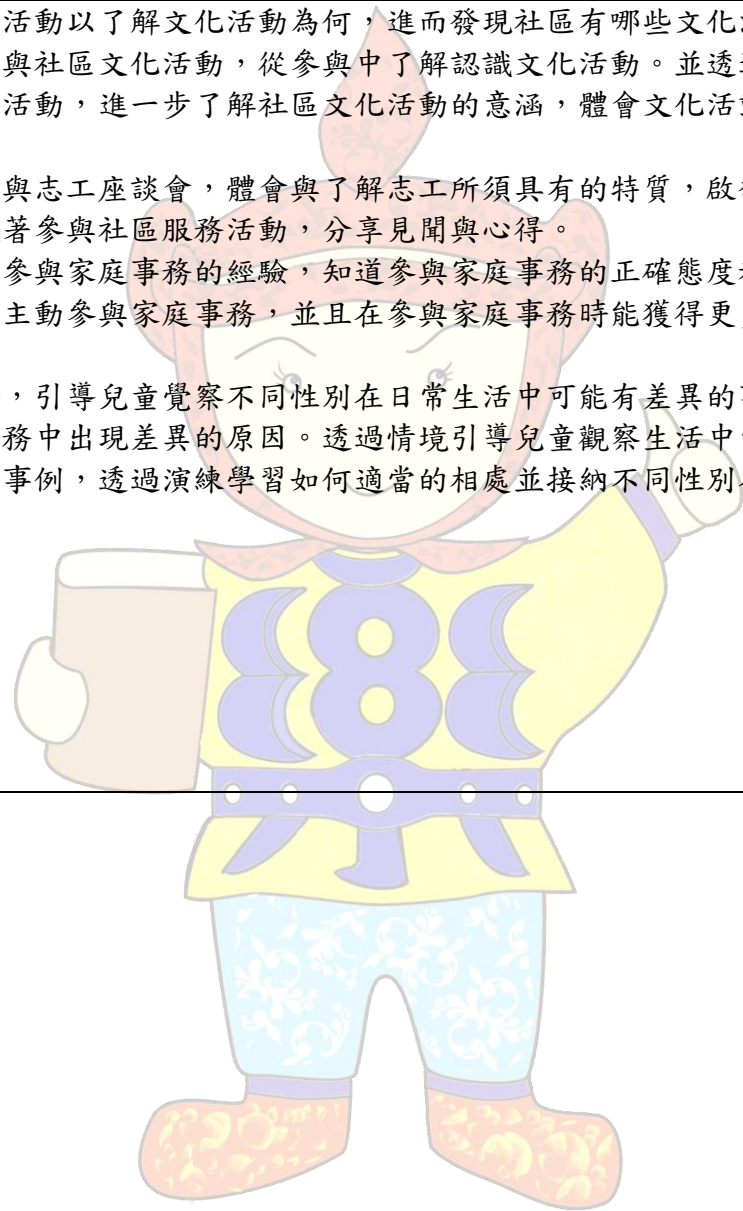 活動以了解文化活動為何，進而發現社區有哪些文化
與社區文化活動，從參與中了解認識文化活動。並透
活動，進一步了解社區文化活動的意涵，體會文化活
與志工座談會，體會與了解志工所須具有的特質，啟
著參與社區服務活動，分享見聞與心得。
參與家庭事務的經驗，知道參與家庭事務的正確態度
主動參與家庭事務，並且在參與家庭事務時能獲得更
，引導兒童覺察不同性別在日常生活中可能有差異的
務中出現差異的原因。透過情境引導兒童觀察生活中
事例，透過演練學習如何適當的相處並接納不同性別